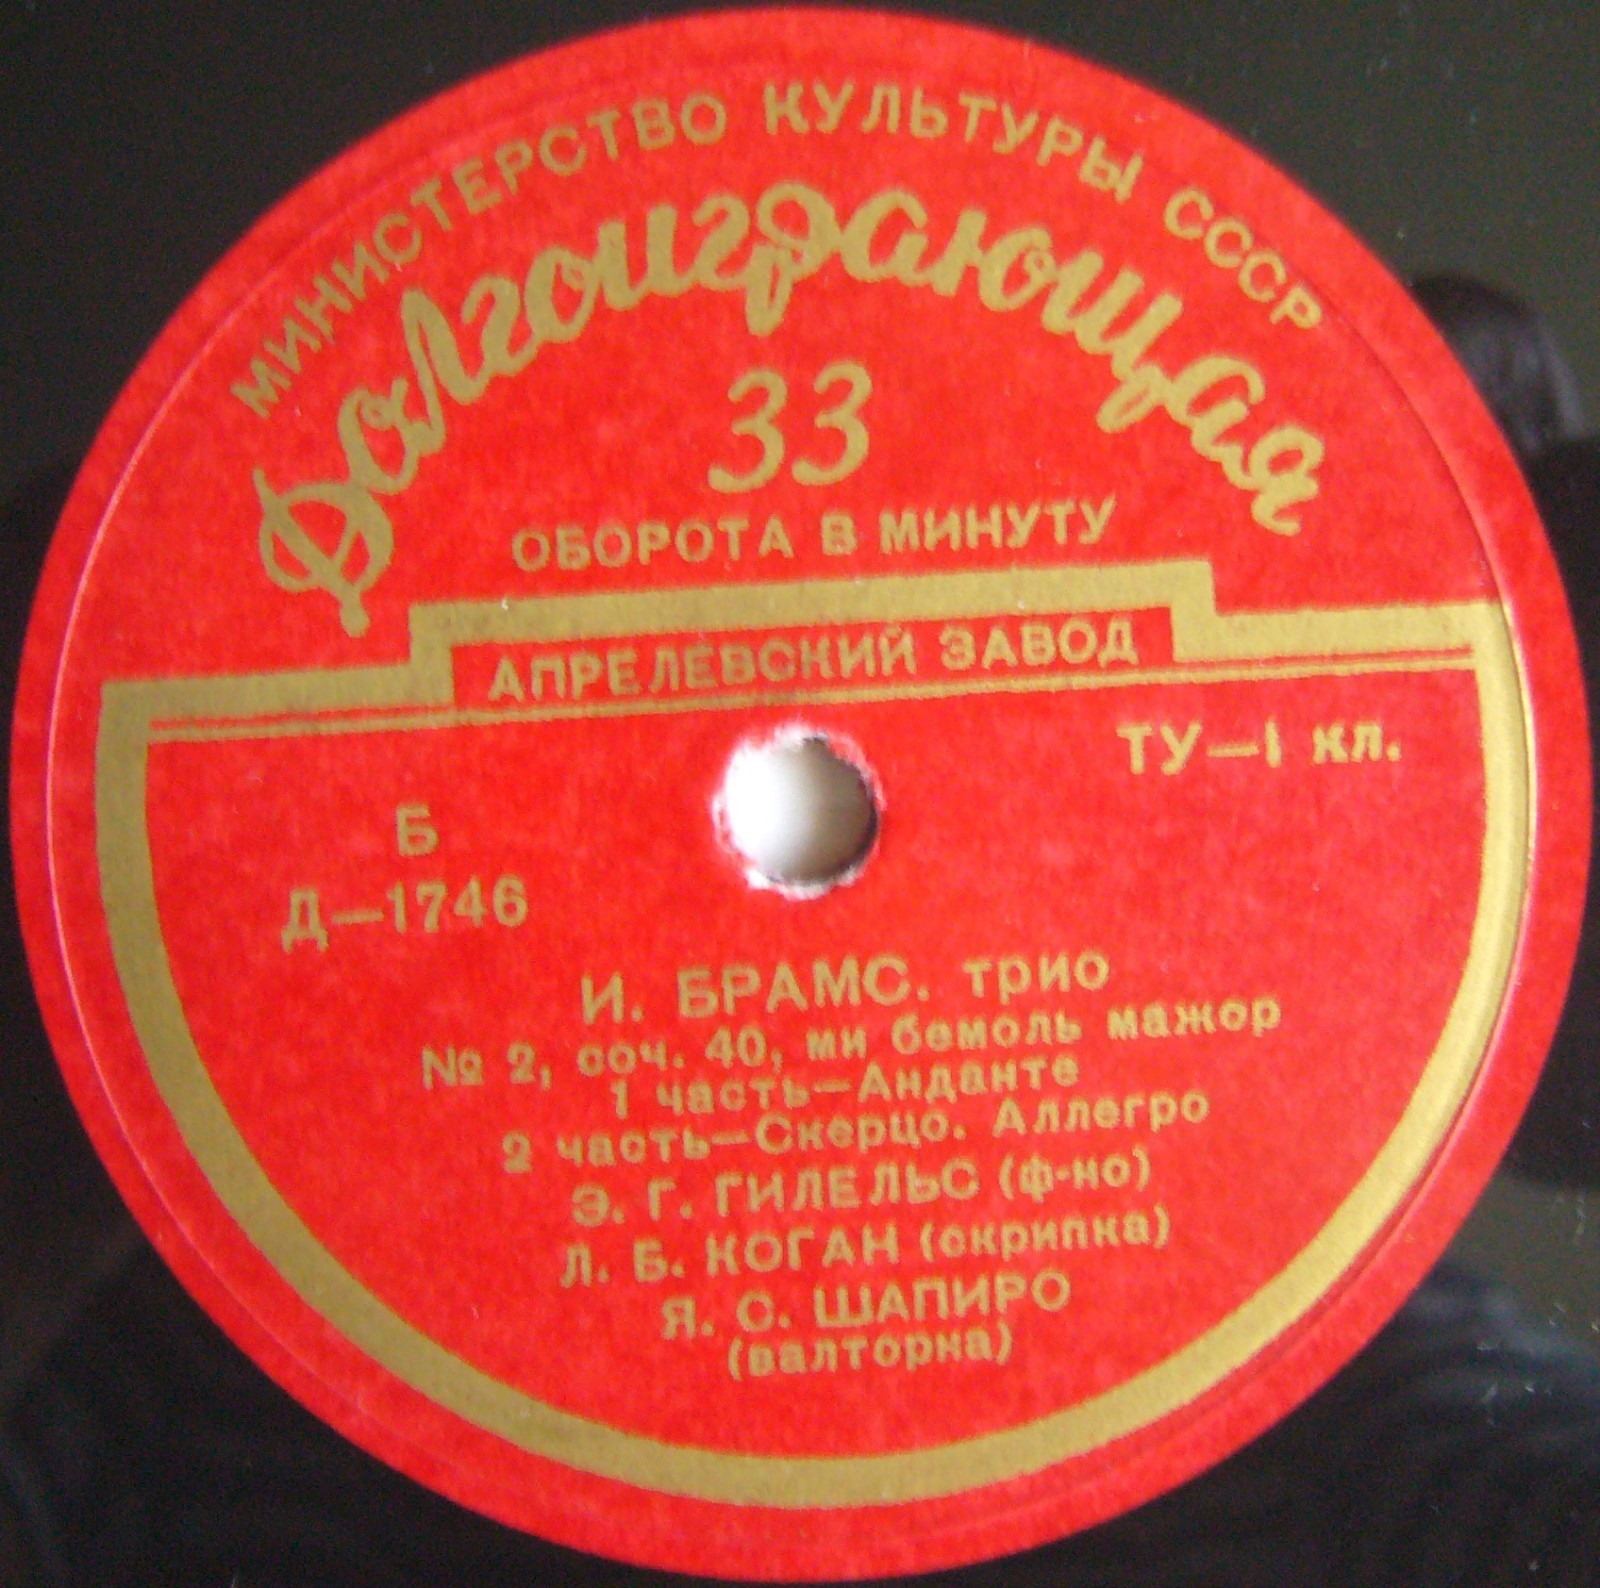 МИНИСТЕРСТВО КУЛЬТУРЫ СССР
Долгоиграющая
33
ОБОРОТА В МИНУТУ
АПРЕЛЕВСКИЙ ЗАВОД
ТУ—1 кл.
Б
Д—1746
И. БРАМС. трио
№ 2, соч. 40, ми бемоль мажор
1 часть—Анданте
2 часть—Скерцо. Аллегро
Э. Г. ГИЛЕЛЬС (ф-но)
Л. Б. КОГАН (скрипка)
Я. С. ШАПИРО
(валторна)